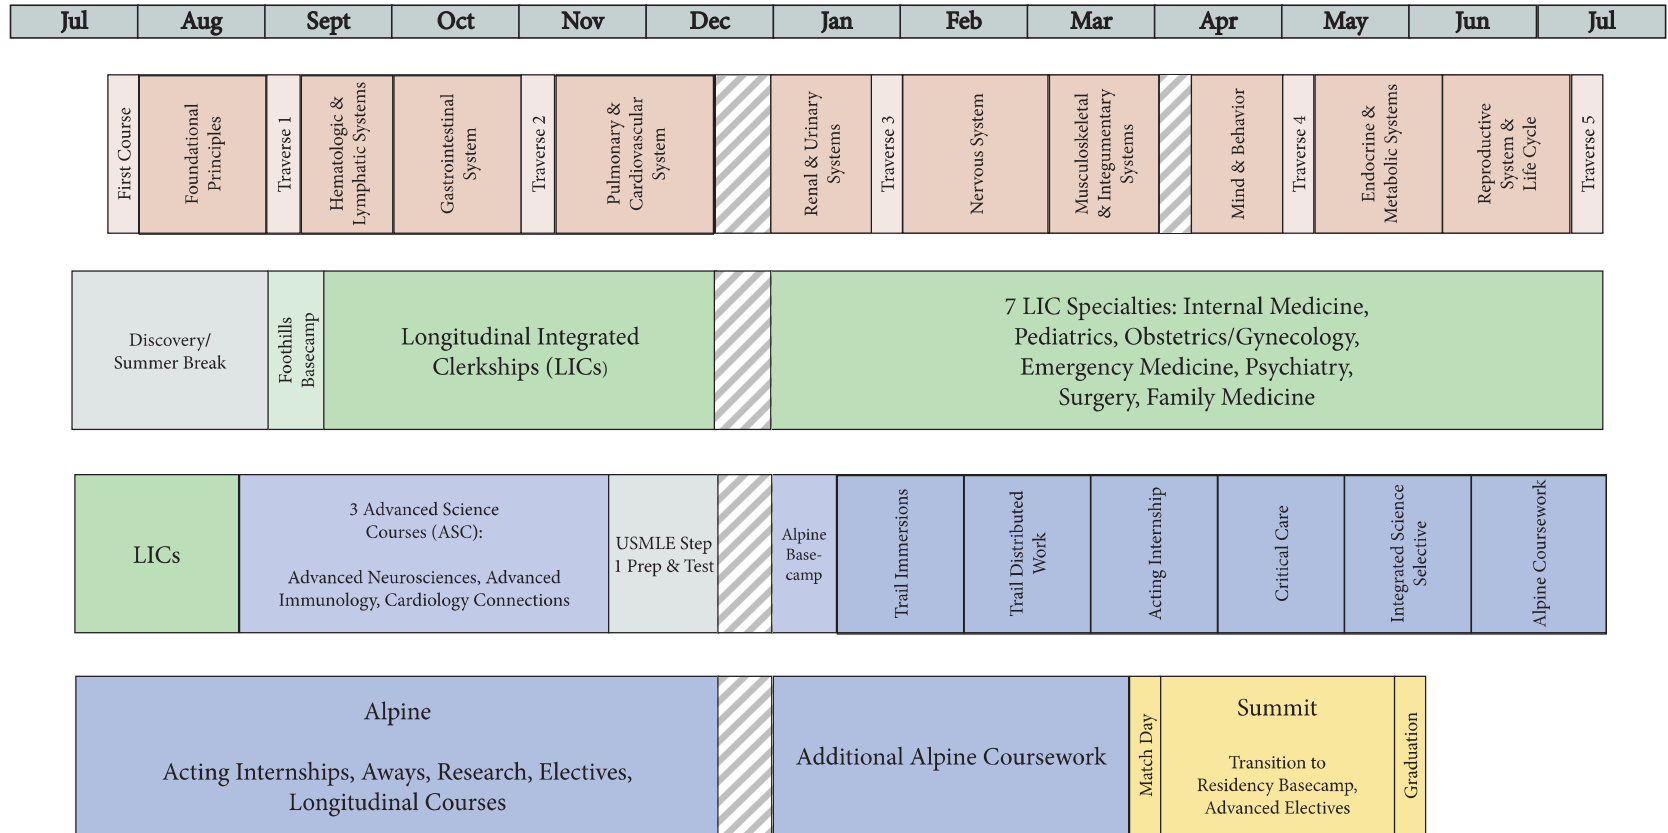 Jul Aug Sept Oct Nov Dec Jan Feb Mar Apr May Jun Jul
First Course
Foundational
Principles
Traverse 1
Hematologic &
Lymphatic Systems
Gastrointestinal
System
Traverse 2
Pulmonary &
Cardiovascular
System
Renal & Urinary
Systems
Traverse 3
Nervous System
Musculoskeletal
& Integumentary
Systems
Mind & Behavior
Traverse 4
Endocrine &
Metabolic Systems
Reproductive
System &
Life Cycle
Traverse 5
Discovery/
Summer Break
Foothills
Basecamp
Longitudinal Integrated
Clerkships (LICs)
7 LIC Specialties: Internal Medicine,
Pediatrics, Obstetrics/Gynecology,
Emergency Medicine, Psychiatry,
Surgery, Family Medicine
LICs
3 Advanced Science
Courses (ASC):
Advanced Neurosciences, Advanced
Immunology, Cardiology Connections
USMLE Step
1 Prep & Test
Alpine
Base-
camp
Trail Immersions
Trail Distributed
Work
Acting Internship
Critical Care
Integrated Science
Selective
Alpine Coursework
Alpine
Acting Internships, Aways, Research, Electives,
Longitudinal Courses
Additional Alpine Coursework
Match Day
Summit
Transition to
Residency Basecamp,
Advanced Electives
Graduation